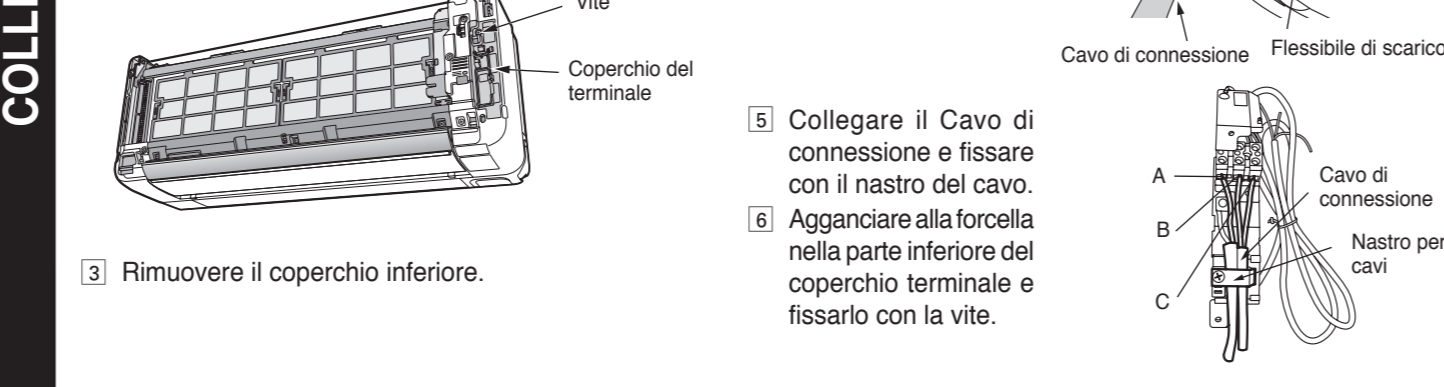 COLLE
Vite
Coperchio del
terminale
3 Rimuovere il coperchio inferiore.
Cavo di connessione
Flessibile di scarico
5 Collegare il Cavo di
connessione e fissare
con il nastro del cavo.
6 Agganciare alla forcella
nella parte inferiore del
coperchio terminale e
fissarlo con la vite.
A
B
C
Cavo di
connessione
Nastro per
cavi